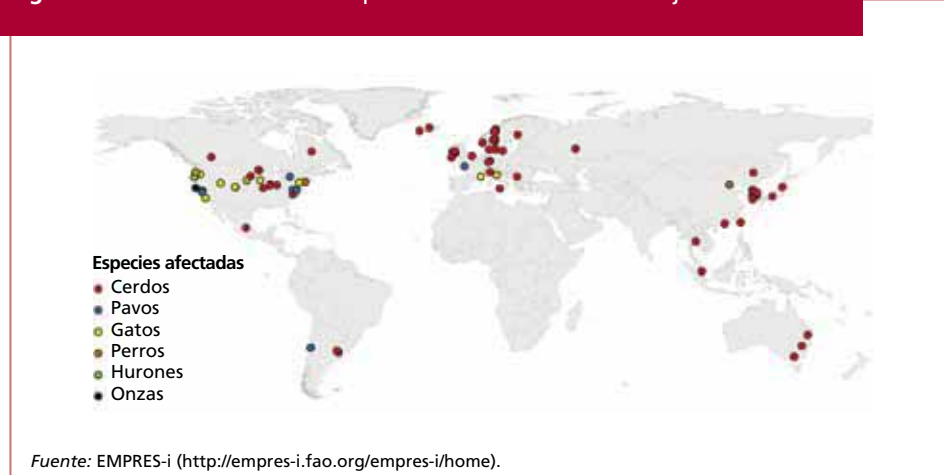 Especies afectadas
Cerdos
Pavos
Gatos
Perros
Hurones
Onzas
Fuente: EMPRES-i (http://empres-i.fao.org/empres-i/home).